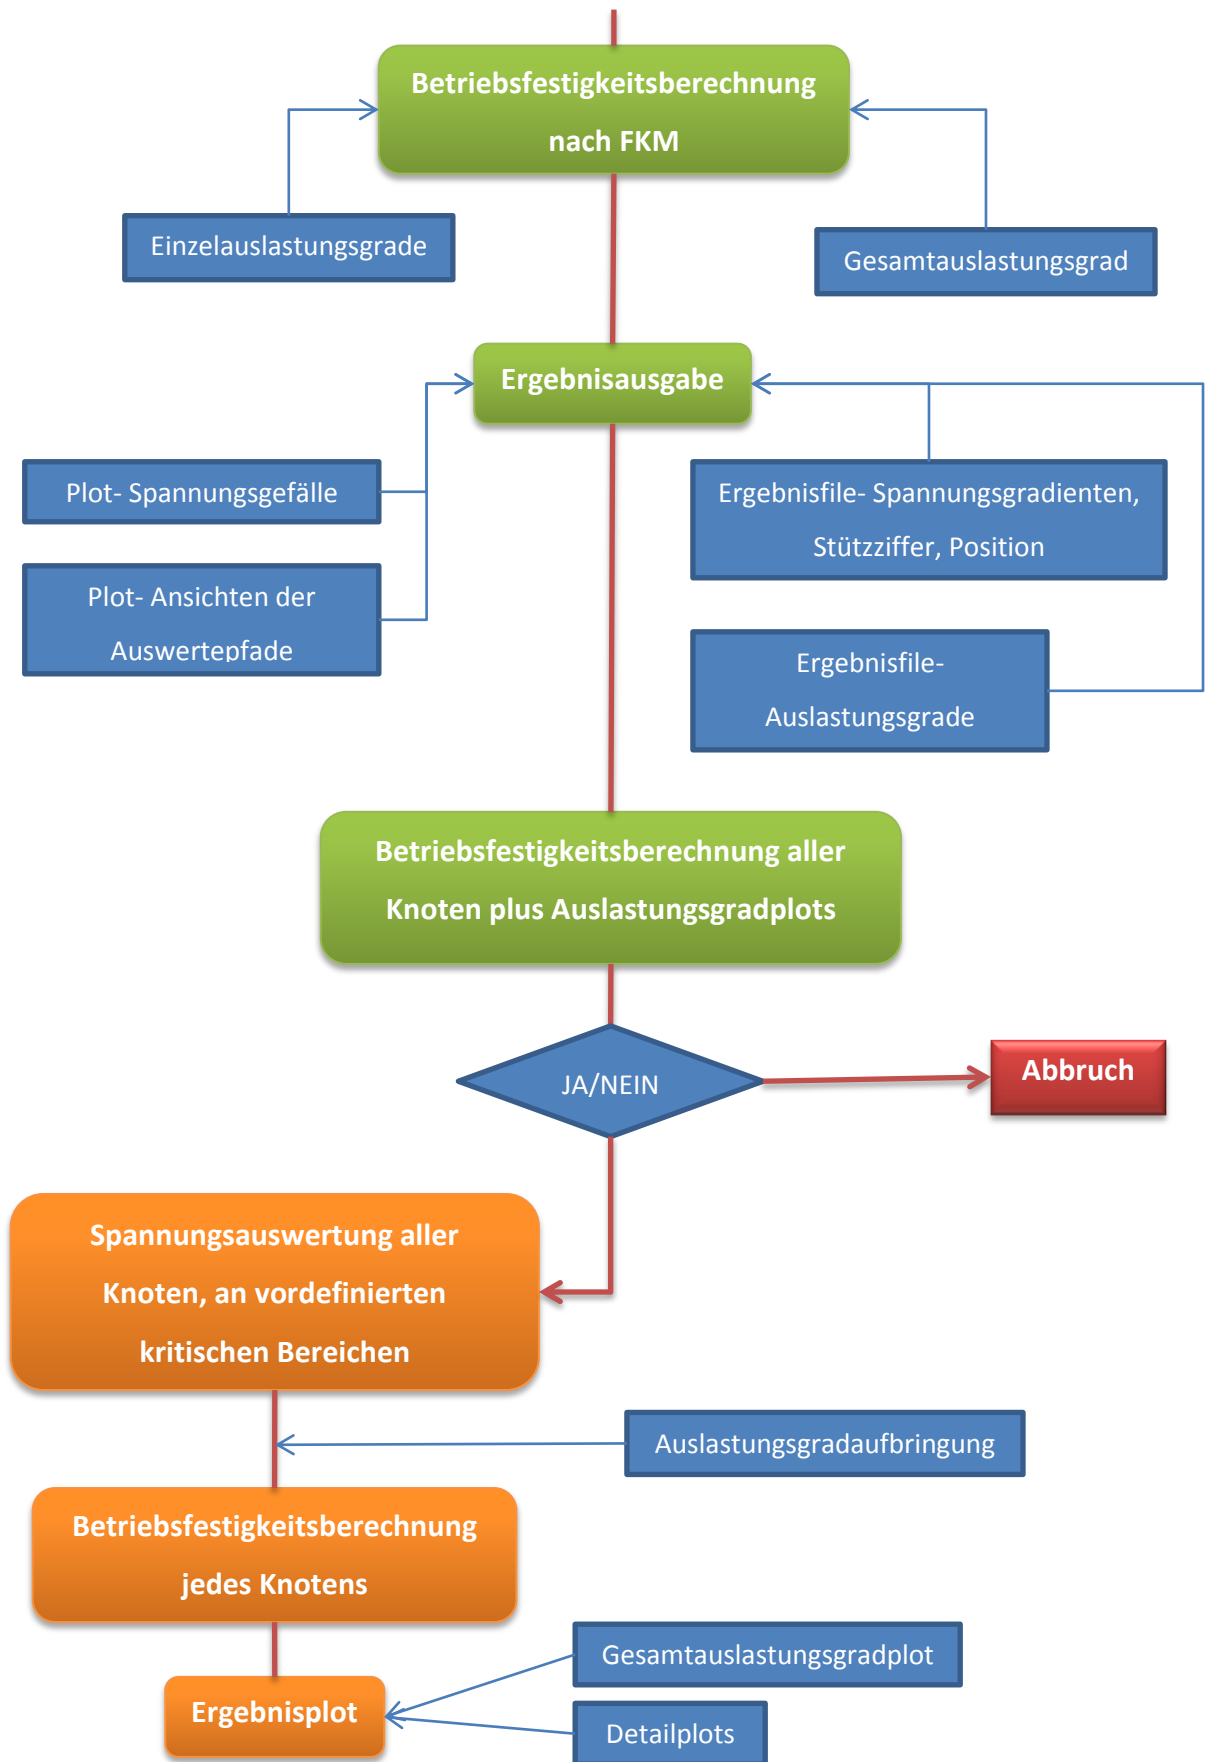 Betriebsfestigkeitsberechnung
nach FKM
Einzelauslastungsgrade
Gesamtauslastungsgrad
Ergebnisausgabe
Plot- Spannungsgefälle
Ergebnisfile- Spannungsgradienten,
Stützziffer, Position
Plot- Ansichten der
Auswertepfade
Ergebnisfile-
Auslastungsgrade
Betriebsfestigkeitsberechnung aller
Knoten plus Auslastungsgradplots
JA/NEIN
Abbruch
Spannungsauswertung aller
Knoten, an vordefinierten
kritischen Bereichen
Auslastungsgradaufbringung
Betriebsfestigkeitsberechnung
jedes Knotens
Gesamtauslastungsgradplot
Ergebnisplot
Detailplots